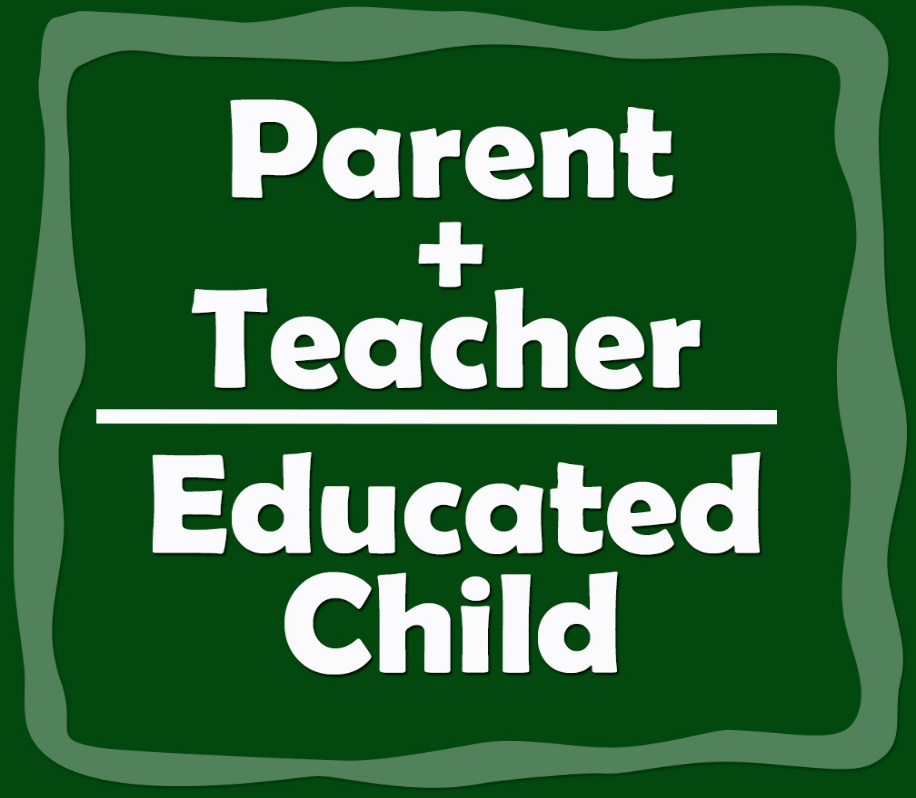 Parent
+
Teacher
Educated
Child